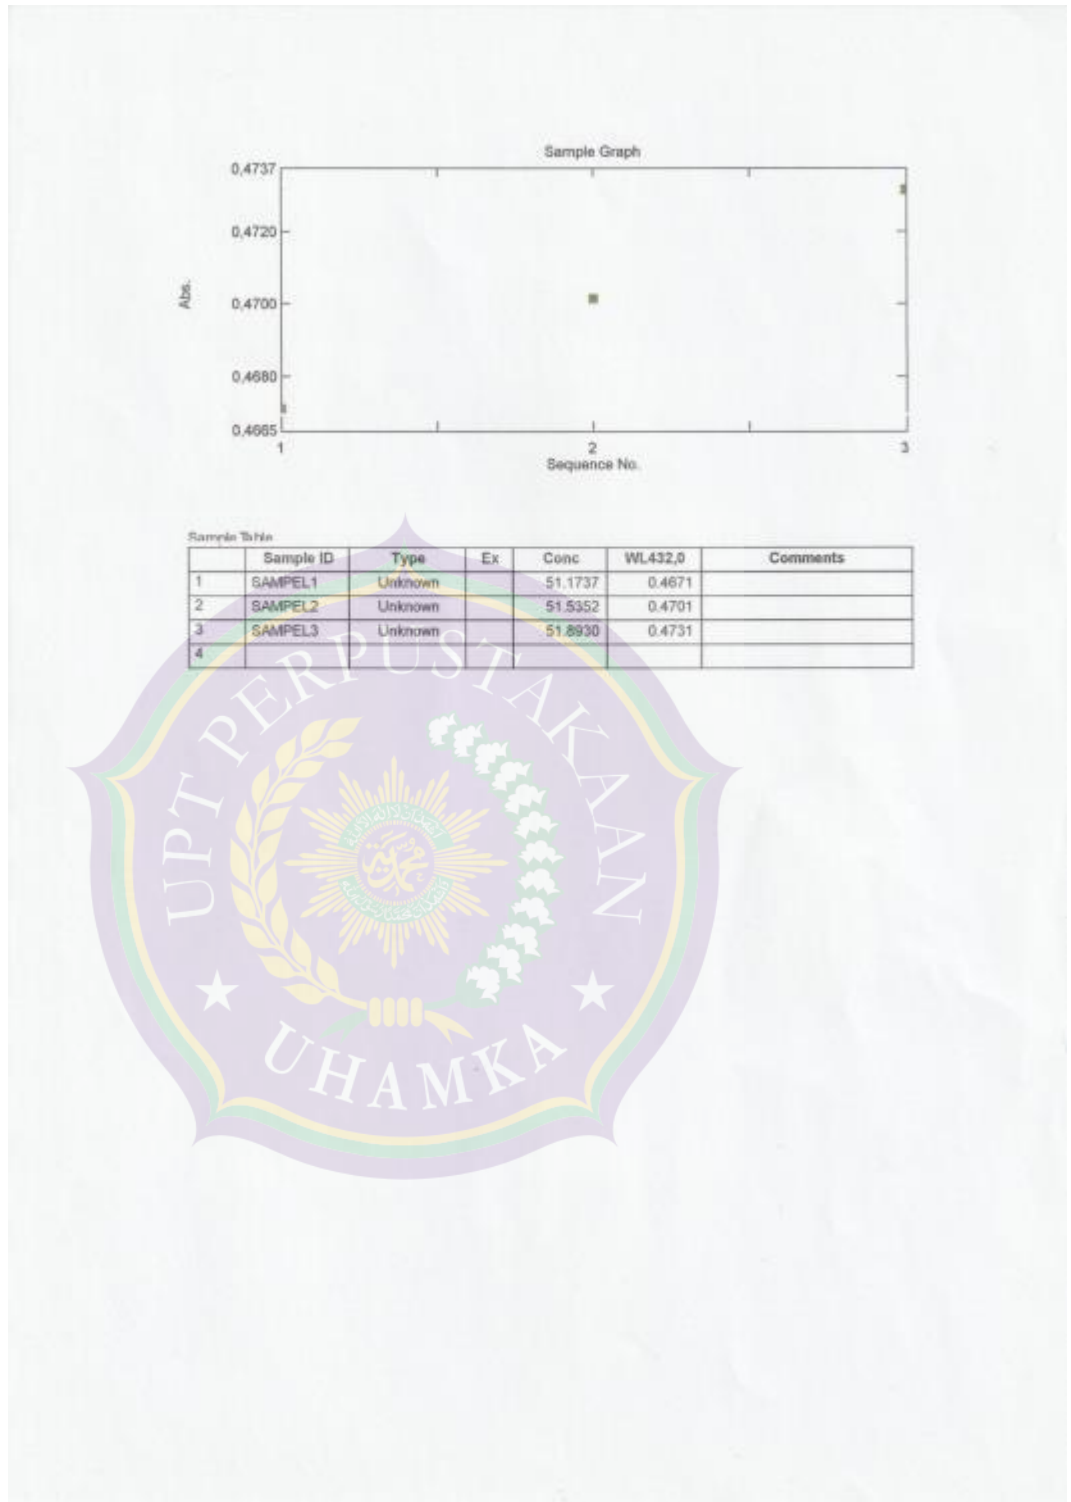 Sample Graph
0,4737
0,4720
Abs.
0,4700
0,4680
0,4665
1 2 3
Sequence No.
Sample Table
Sample ID Type Ex Conc WL432,0 Comments
1 SAMPEL1 Unknown 51.1737 0.4671
2 SAMPEL2 Unknown 51.5352 0.4701
3 SAMPEL3 Unknown 51.8930 0.4731
4
UPT PERPUSTAKAAN
UHAMKA